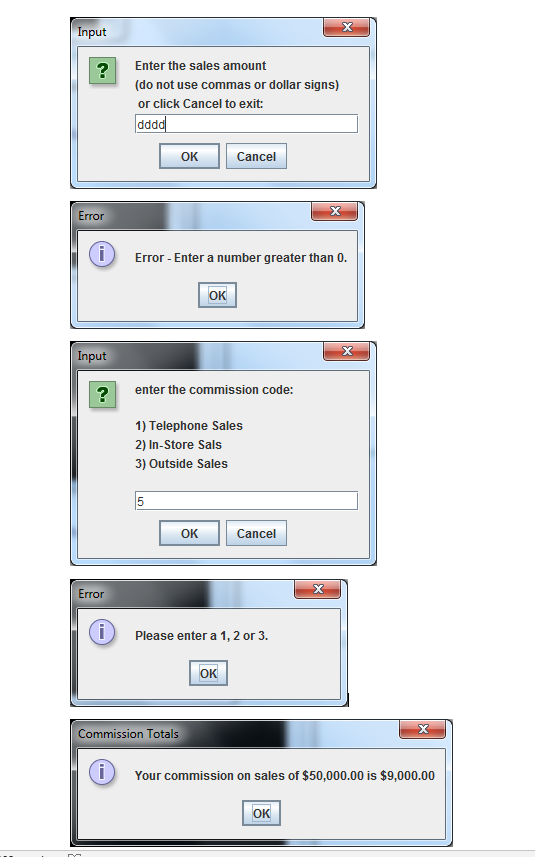 Input
Enter the sales amount
(do not use commas or dollar signs)
or click Cancel to exit:
dddd
OK Cancel
Error
Error - Enter a number greater than 0.
OK
Input
enter the commission code:
1) Telephone Sales
2) In-Store Sals
3) Outside Sales
5
OK Cancel
Error
Please enter a 1, 2 or 3.
OK
Commission Totals
Your commission on sales of $50,000.00 is $9,000.00
OK